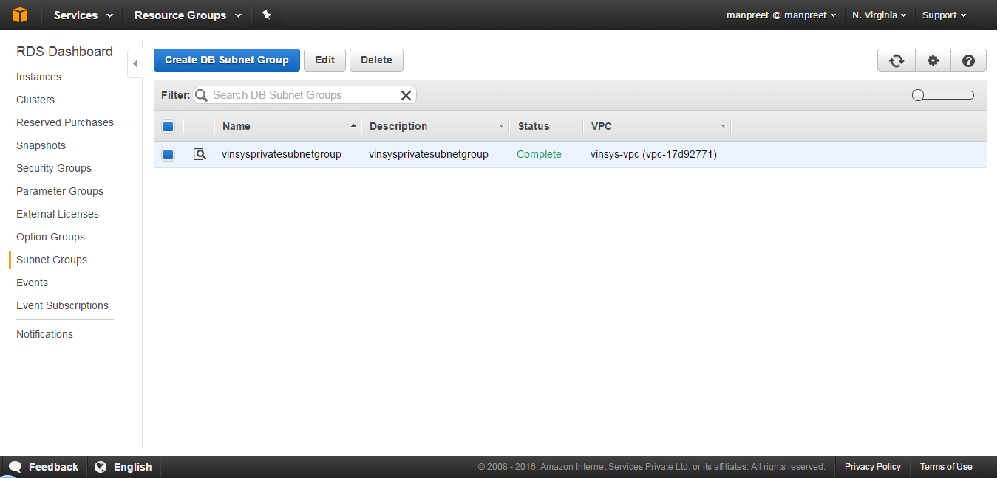 Services Resource Groups manpreet @ manpreet N. Virginia Support
RDS Dashboard
Instances
Clusters
Reserved Purchases
Snapshots
Security Groups
Parameter Groups
External Licenses
Option Groups
Subnet Groups
Events
Event Subscriptions
Notifications
Create DB Subnet Group Edit Delete
Filter: Search DB Subnet Groups
Name Description Status VPC
vinsysprivatesubnetgroup vinsysprivatesubnetgroup Complete vinsys-vpc (vpc-17d92771)
Feedback English © 2008 - 2016, Amazon Internet Services Private Ltd. or its affiliates. All rights reserved. Privacy Policy Terms of Use